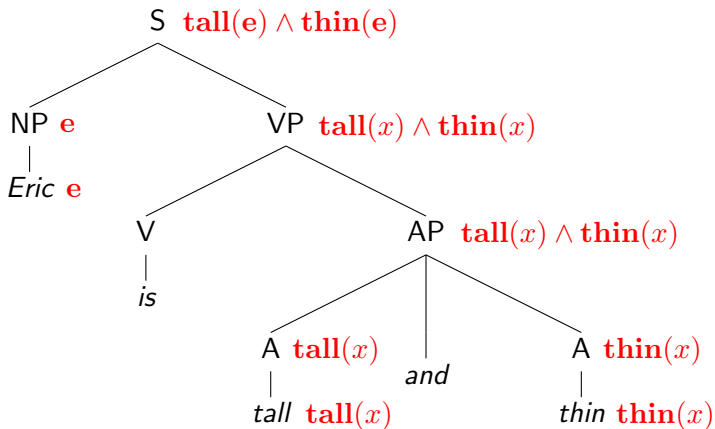 S tall(e) ∧ thin(e)
NP e VP tall(x) ∧ thin(x)
Eric e
V AP tall(x) ∧ thin(x)
is
A tall(x) A thin(x)
and
tall tall(x) thin thin(x)